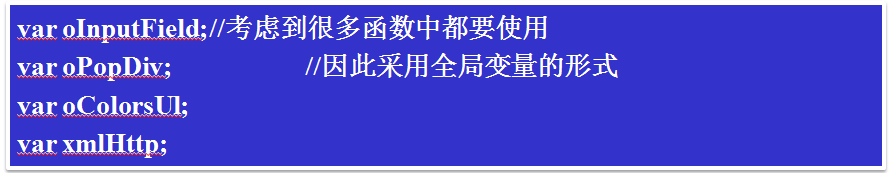 var oInputField;//考虑到很多函数中都要使用
var oPopDiv; //因此采用全局变量的形式
var oColorsUl;
var xmlHttp;